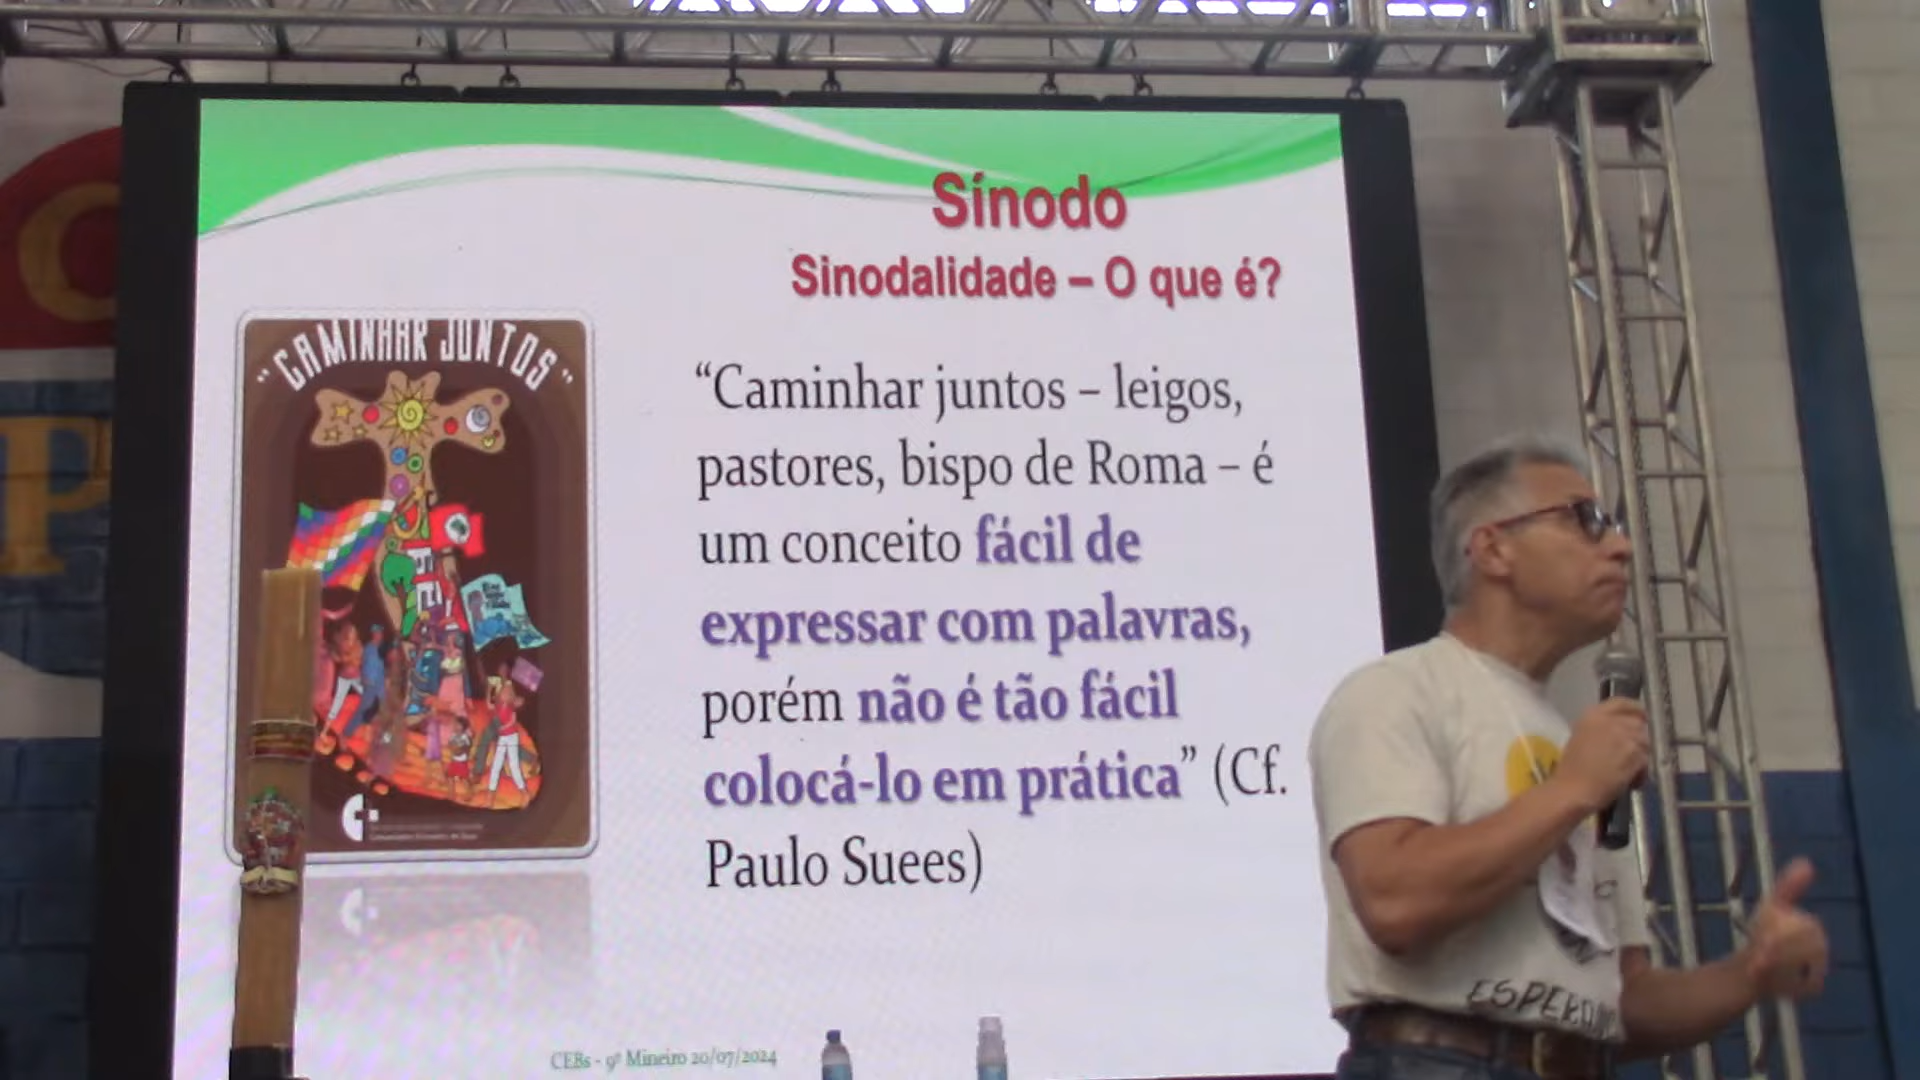 Sínodo
Sinodalidade – O que é?
"CAMINHAR JUNTOS"
“Caminhar juntos – leigos,
pastores, bispo de Roma – é
um conceito fácil de
expressar com palavras,
porém não é tão fácil
colocá-lo em prática” (Cf.
Paulo Suees)
CEBs - 9º Mineiro 20/07/2024
C
P